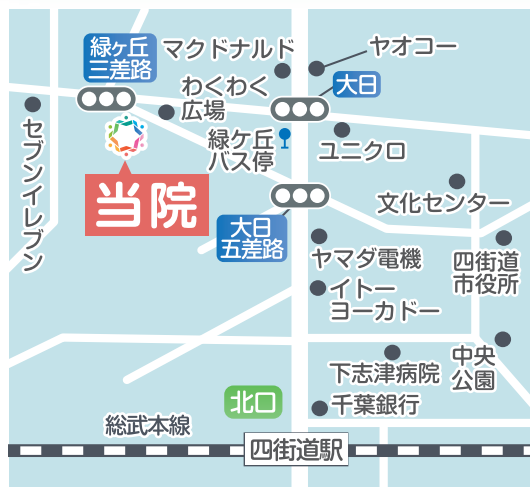 緑ヶ丘
三差路
マクドナルド
ヤオコー
わくわく
広場
大日
セブンイレブン
緑ケ丘
バス停
ユニクロ
当院
文化センター
大日
五差路
ヤマダ電機
四街道
市役所
イトー
ヨーカドー
下志津病院
中央
公園
北口
千葉銀行
総武本線
四街道駅